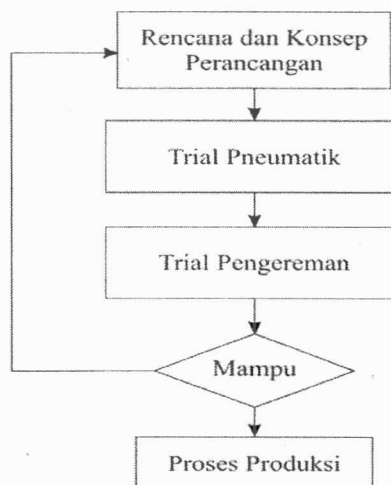 Rencana dan Konsep
Perancangan
Trial Pneumatik
Trial Pengereman
Mampu
Proses Produksi